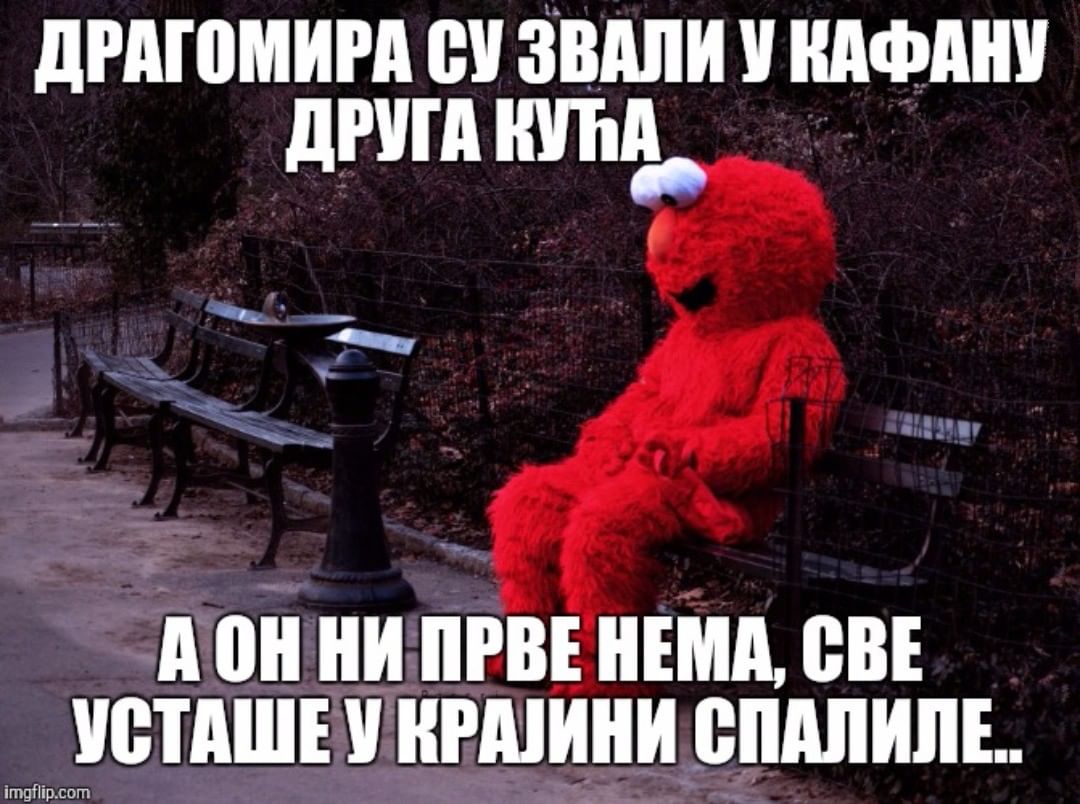 ДРАГОМИРА СУ ЗВАЛИ У КАФАНУ
ДРУГА КУЋА
А ОН НИ ПРВЕ НЕМА, СВЕ
УСТАШЕ У КРАЈИНИ СПАЛИЛЕ..
imgflip.com